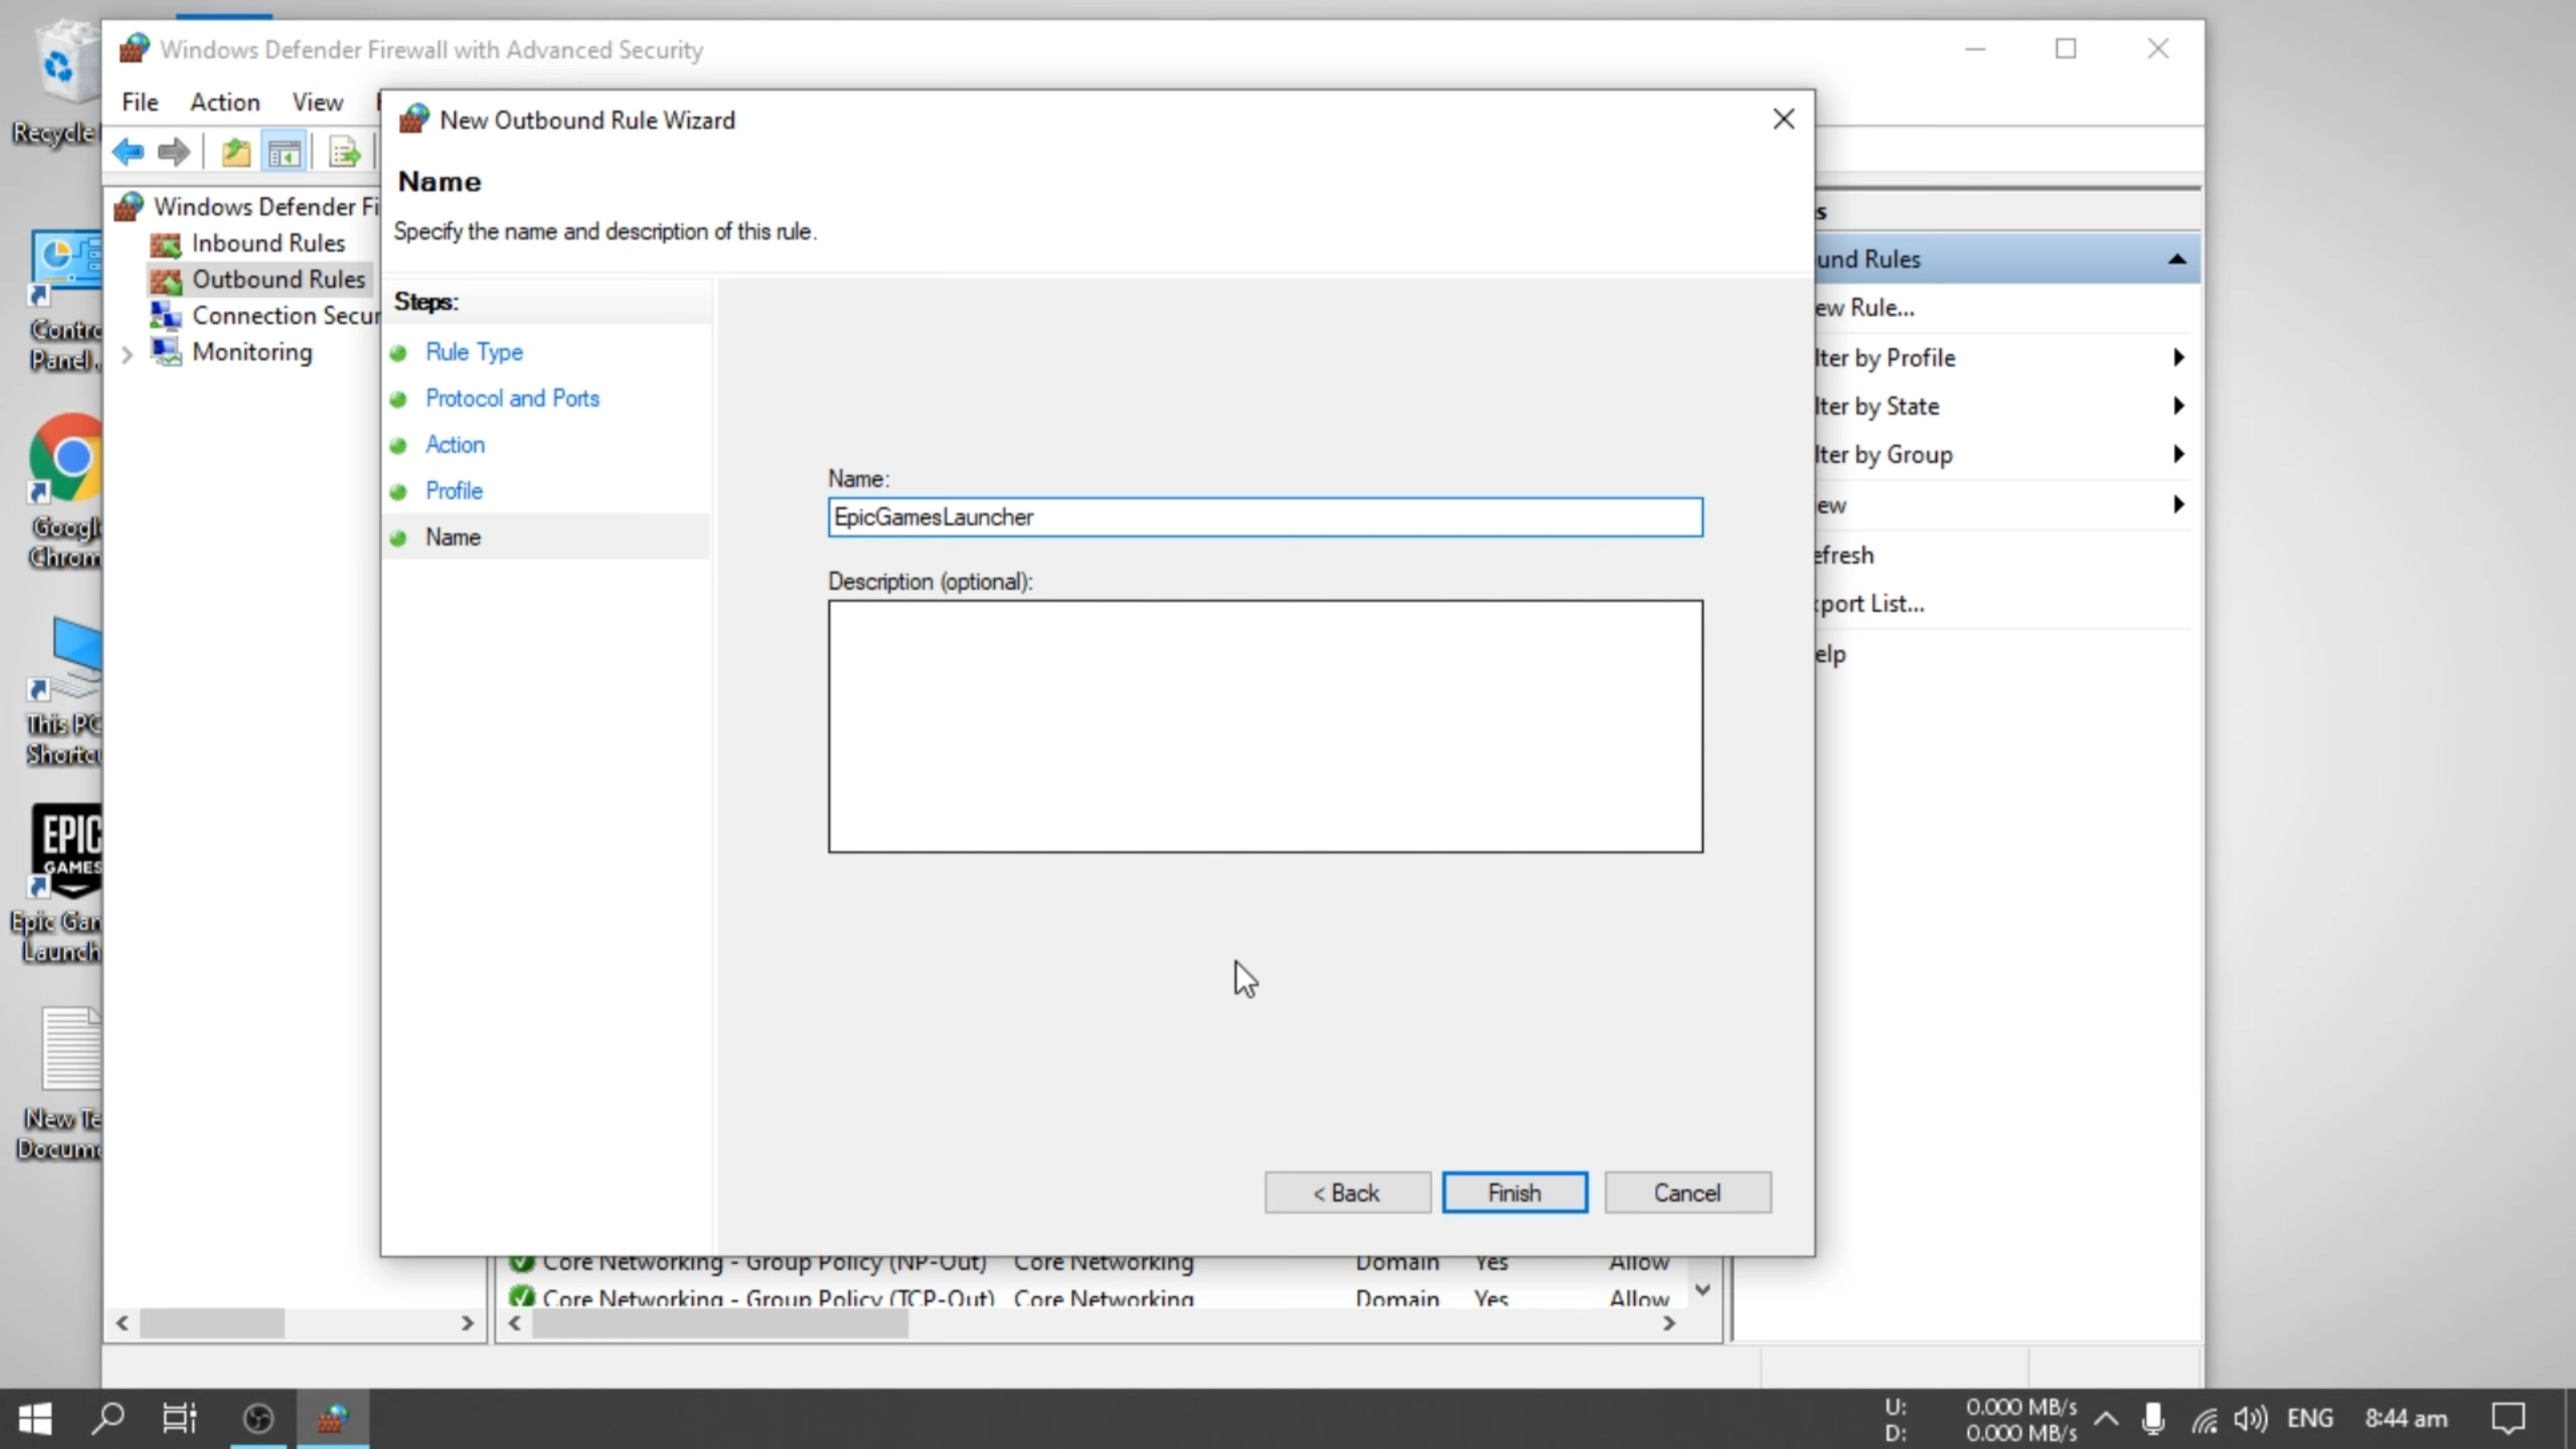 Windows Defender Firewall with Advanced Security
File Action View
New Outbound Rule Wizard
Name
Specify the name and description of this rule.
Windows Defender Fi
Inbound Rules
Outbound Rules
Connection Secur
Monitoring
Steps:
Rule Type
Protocol and Ports
Action
Profile
Name
Name:
EpicGamesLauncher
Description (optional):
< Back
Finish
Cancel
s
und Rules
ew Rule...
lter by Profile
lter by State
lter by Group
ew
efresh
xport List...
elp
Core Networking - Group Policy (NP-Out) Core Networking Domain Yes Allow
Core Networking - Group Policy (TCP-Out) Core Networking Domain Yes Allow
Recycle
Contro
Panel .
Googl
Chrom
This PC
Shortcu
EPIC
GAMES
Epic Gam
Launch
New Te
Docume
U: 0.000 MB/s
D: 0.000 MB/s
ENG
8:44 am